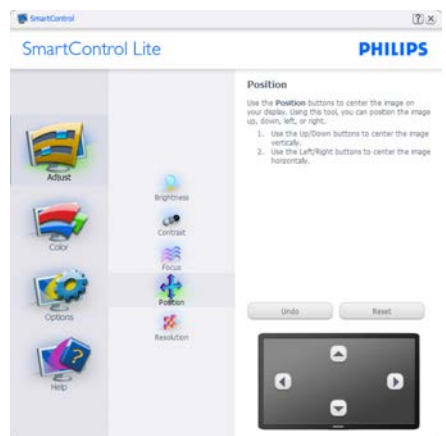 SmartControl
SmartControl Lite
PHILIPS
Adjust
Color
Options
Help
Brightness
Contrast
Focus
Position
Resolution
Position
Use the Position buttons to center the image on
your display. Using this tool, you can position the image
up, down, left, or right.
1. Use the Up/Down buttons to center the image
vertically.
2. Use the Left/Right buttons to center the image
horizontally.
Undo
Reset